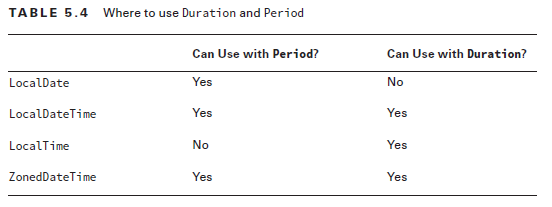 TABLE 5.4 Where to use Duration and Period
Can Use with Period? Can Use with Duration?
LocalDate Yes No
LocalDateTime Yes Yes
LocalTime No Yes
ZonedDateTime Yes Yes